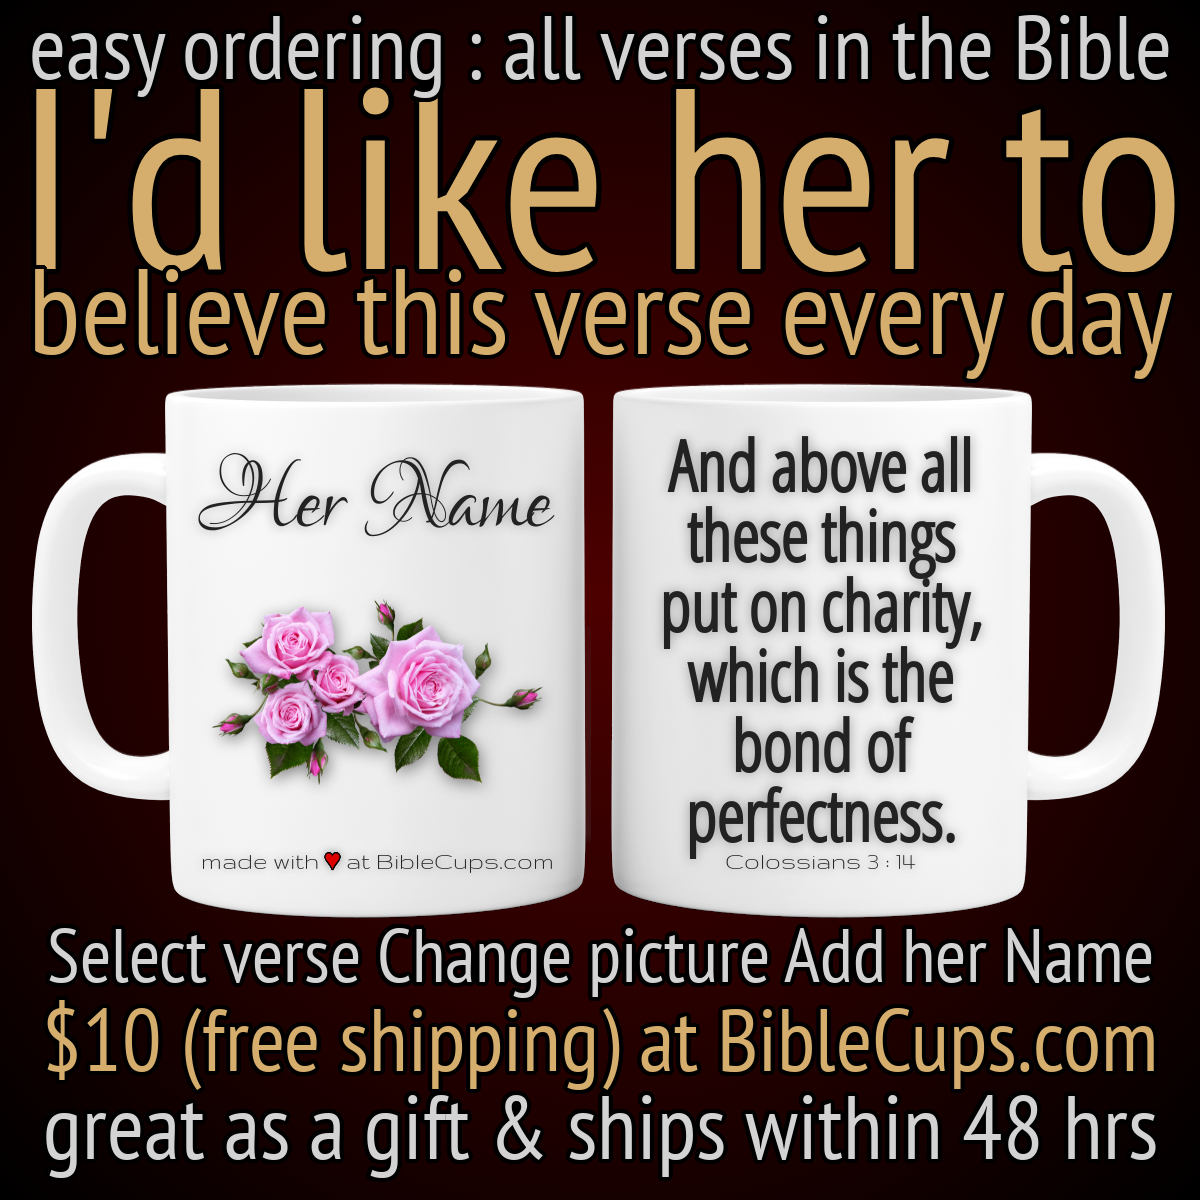 easy ordering : all verses in the Bible
I'd like her to
believe this verse every day
Her Name
made with ♥ at BibleCups.com
And above all
these things
put on charity,
which is the
bond of
perfectness.
Colossians 3 : 14
Select verse Change picture Add her Name
$10 (free shipping) at BibleCups.com
great as a gift & ships within 48 hrs